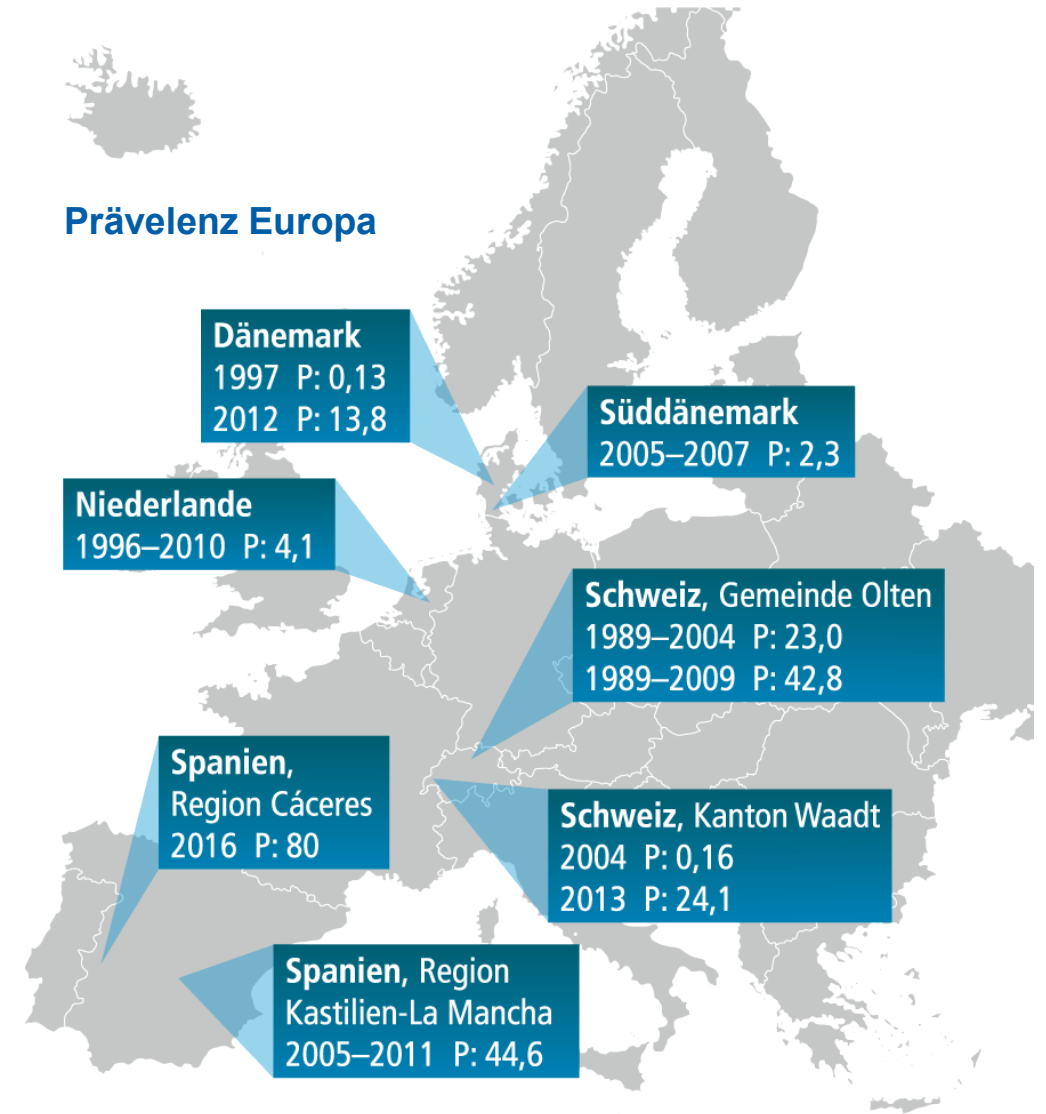 Prävelenz Europa
Dänemark
1997 P: 0,13
2012 P: 13,8
Süddänemark
2005–2007 P: 2,3
Niederlande
1996–2010 P: 4,1
Schweiz, Gemeinde Olten
1989–2004 P: 23,0
1989–2009 P: 42,8
Spanien,
Region Cáceres
2016 P: 80
Schweiz, Kanton Waadt
2004 P: 0,16
2013 P: 24,1
Spanien, Region
Kastilien-La Mancha
2005–2011 P: 44,6